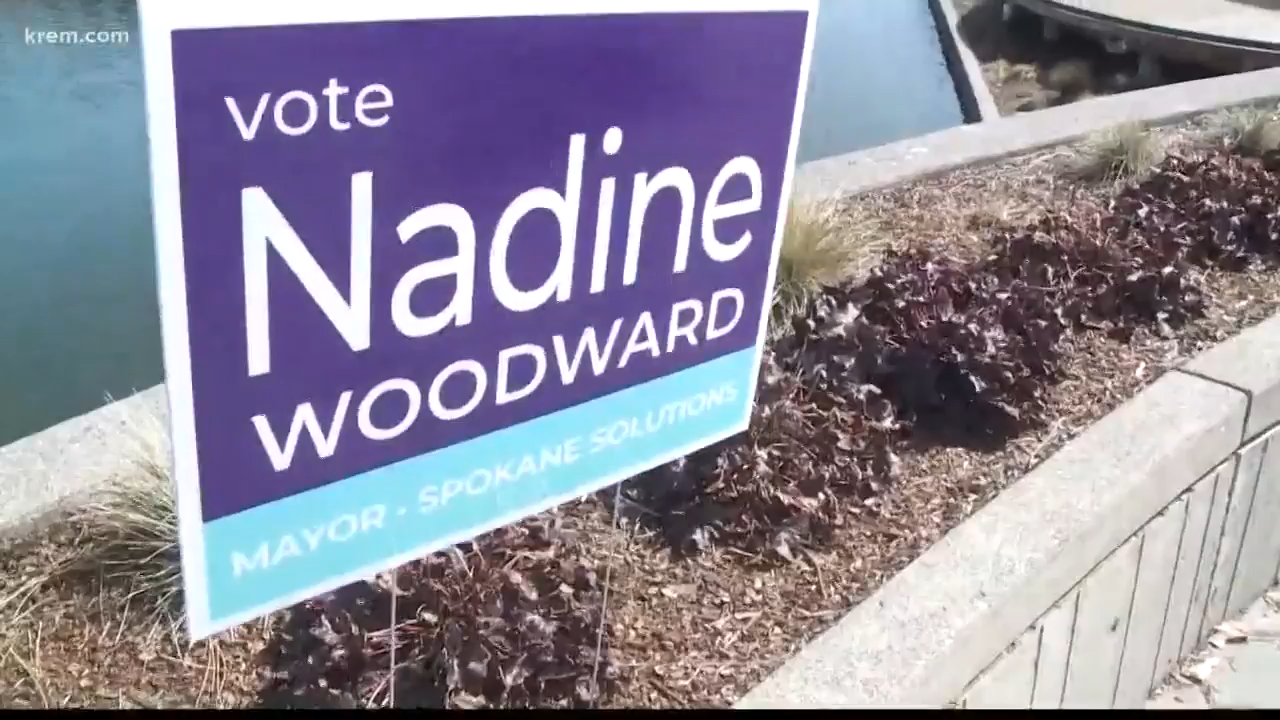 krem.com
vote
Nadine
WOODWARD
MAYOR · SPOKANE SOLUTIONS